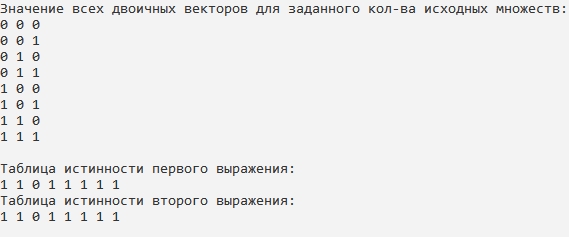 Значение всех двоичных векторов для заданного кол-ва исходных множеств:
0 0 0
0 0 1
0 1 0
0 1 1
1 0 0
1 0 1
1 1 0
1 1 1
Таблица истинности первого выражения:
1 1 0 1 1 1 1 1
Таблица истинности второго выражения:
1 1 0 1 1 1 1 1